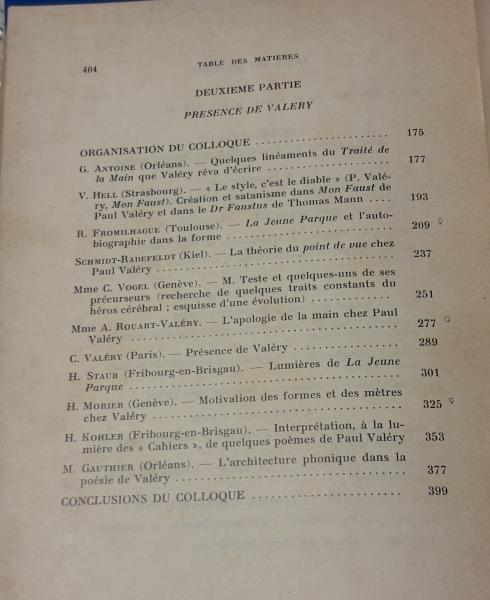 404
TABLE DES MATIERES
DEUXIEME PARTIE
PRESENCE DE VALERY
ORGANISATION DU COLLOQUE .................... 175
G. ANTOINE (Orléans). — Quelques linéaments du Traité de
la Main que Valéry rêva d'écrire .................... 177
V. HELL (Strasbourg). — « Le style, c'est le diable » (P. Valé-
ry, Mon Faust). Création et satanisme dans Mon Faust de
Paul Valéry et dans le Dr Faustus de Thomas Mann .... 193
R. FROMILHAGUE (Toulouse). — La Jeune Parque et l'auto-
biographie dans la forme .................... 209
SCHMIDT-RADEFELDT (Kiel). — La théorie du point de vue chez
Paul Valéry .................... 237
Mme C. VOGEL (Genève). — M. Teste et quelques-uns de ses
précurseurs (recherche de quelques traits constants du
héros cérébral ; esquisse d'une évolution) ............. 251
Mme A. ROUART-VALÉRY. — L'apologie de la main chez Paul
Valéry .................... 277
C. VALÉRY (Paris). — Présence de Valéry .................... 289
H. STAUB (Fribourg-en-Brisgau). — Lumières de La Jeune
Parque .................... 301
H. MORIER (Genève). — Motivation des formes et des mètres
chez Valéry .................... 325
H. KOHLER (Fribourg-en-Brisgau). — Interprétation, à la lu-
mière des « Cahiers », de quelques poèmes de Paul Valéry 353
M. GAUTHIER (Orléans). — L'architecture phonique dans la
poésie de Valéry .................... 377
CONCLUSIONS DU COLLOQUE .................... 399